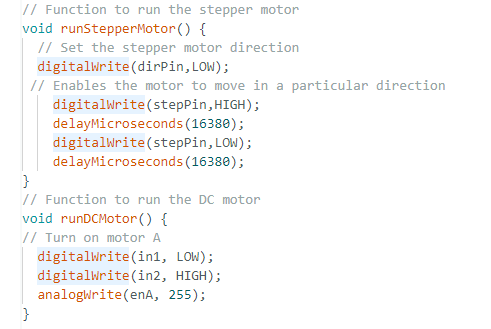 // Function to run the stepper motor
void runStepperMotor() {
// Set the stepper motor direction
digitalWrite(dirPin,LOW);
// Enables the motor to move in a particular direction
digitalWrite(stepPin,HIGH);
delayMicroseconds(16380);
digitalWrite(stepPin,LOW);
delayMicroseconds(16380);
}
// Function to run the DC motor
void runDCMotor() {
// Turn on motor A
digitalWrite(in1, LOW);
digitalWrite(in2, HIGH);
analogWrite(enA, 255);
}